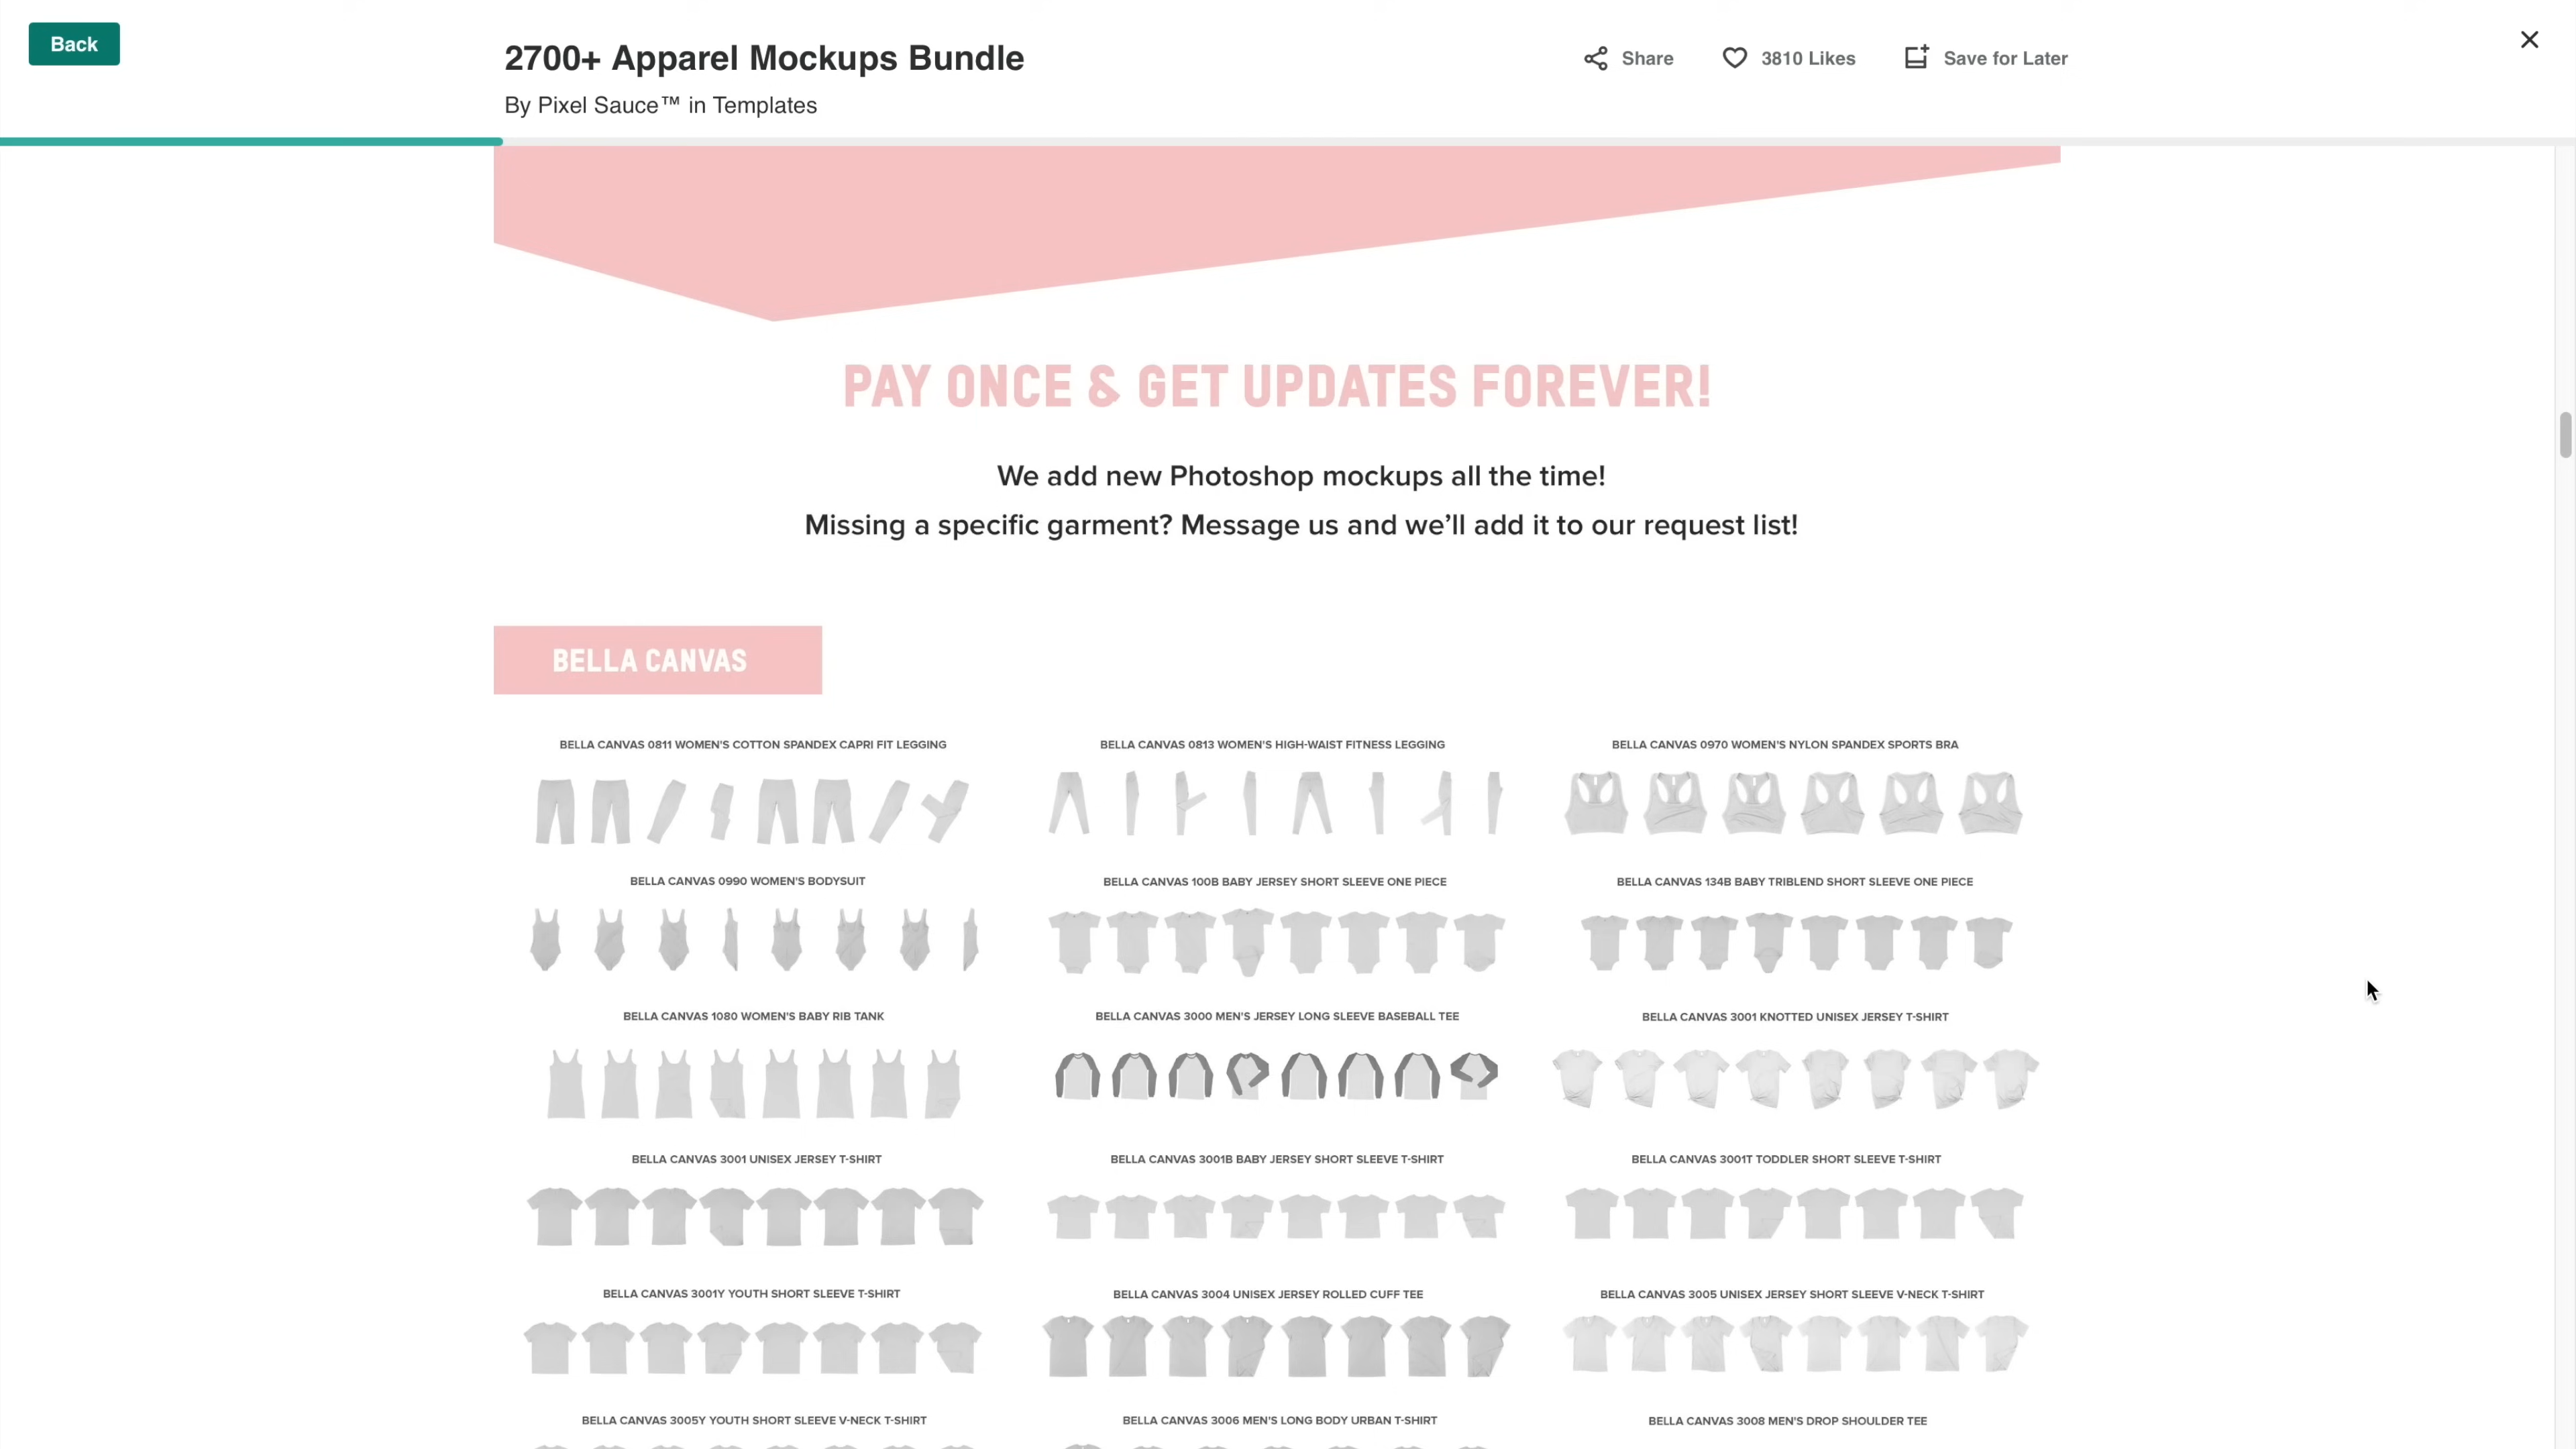 Back
2700+ Apparel Mockups Bundle
By Pixel Sauce™ in Templates
Share
3810 Likes
Save for Later
PAY ONCE & GET UPDATES FOREVER!
We add new Photoshop mockups all the time!
Missing a specific garment? Message us and we'll add it to our request list!
BELLA CANVAS
BELLA CANVAS 0811 WOMEN'S COTTON SPANDEX CAPRI FIT LEGGING
BELLA CANVAS 0813 WOMEN'S HIGH-WAIST FITNESS LEGGING
BELLA CANVAS 0970 WOMEN'S NYLON SPANDEX SPORTS BRA
BELLA CANVAS 0990 WOMEN'S BODYSUIT
BELLA CANVAS 100B BABY JERSEY SHORT SLEEVE ONE PIECE
BELLA CANVAS 134B BABY TRIBLEND SHORT SLEEVE ONE PIECE
BELLA CANVAS 1080 WOMEN'S BABY RIB TANK
BELLA CANVAS 3000 MEN'S JERSEY LONG SLEEVE BASEBALL TEE
BELLA CANVAS 3001 KNOTTED UNISEX JERSEY T-SHIRT
BELLA CANVAS 3001 UNISEX JERSEY T-SHIRT
BELLA CANVAS 3001B BABY JERSEY SHORT SLEEVE T-SHIRT
BELLA CANVAS 3001T TODDLER SHORT SLEEVE T-SHIRT
BELLA CANVAS 3001Y YOUTH SHORT SLEEVE T-SHIRT
BELLA CANVAS 3004 UNISEX JERSEY ROLLED CUFF TEE
BELLA CANVAS 3005 UNISEX JERSEY SHORT SLEEVE V-NECK T-SHIRT
BELLA CANVAS 3005Y YOUTH SHORT SLEEVE V-NECK T-SHIRT
BELLA CANVAS 3006 MEN'S LONG BODY URBAN T-SHIRT
BELLA CANVAS 3008 MEN'S DROP SHOULDER TEE